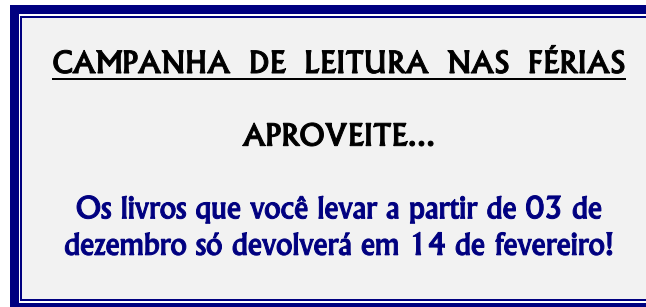 CAMPANHA DE LEITURA NAS FÉRIAS
APROVEITE...
Os livros que você levar a partir de 03 de
dezembro só devolverá em 14 de fevereiro!